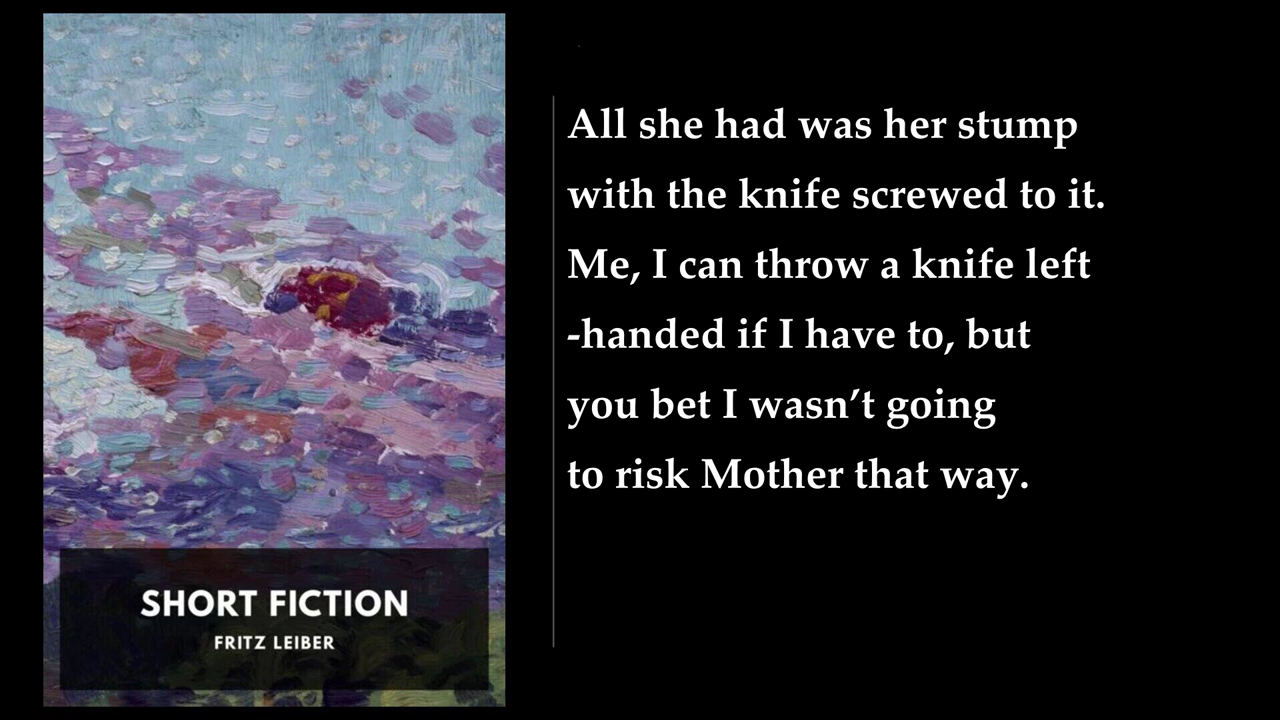 All she had was her stump
with the knife screwed to it.
Me, I can throw a knife left
-handed if I have to, but
you bet I wasn’t going
to risk Mother that way.
SHORT FICTION
FRITZ LEIBER